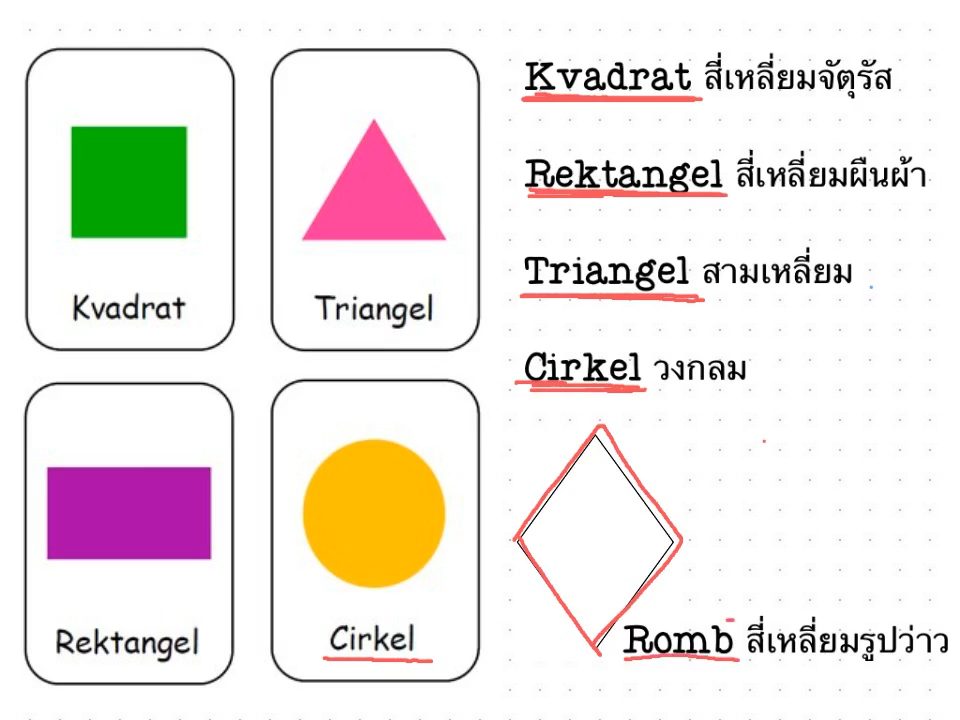 Kvadrat
Triangel
Rektangel
Cirkel
Kvadrat สี่เหลี่ยมจัตุรัส
Rektangel สี่เหลี่ยมผืนผ้า
Triangel สามเหลี่ยม
Cirkel วงกลม
Romb สี่เหลี่ยมรูปว่าว